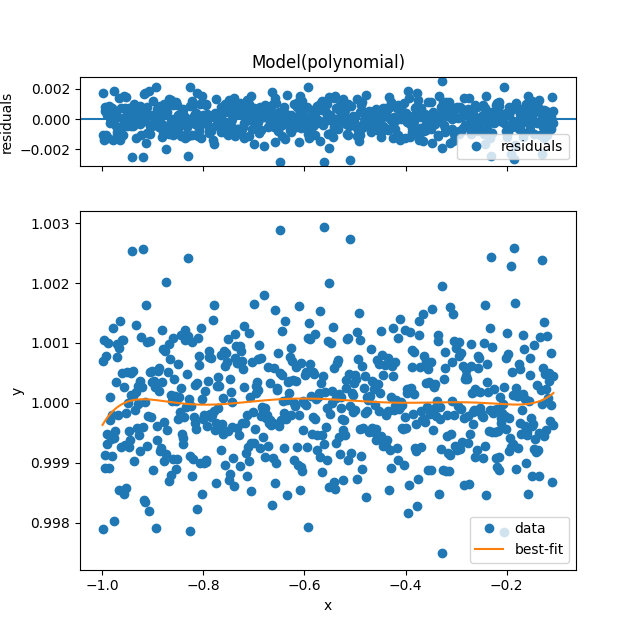 Model(polynomial)
residuals
0.002
0.000
−0.002
residuals
y
1.003
1.002
1.001
1.000
0.999
0.998
data
best-fit
−1.0 −0.8 −0.6 −0.4 −0.2
x